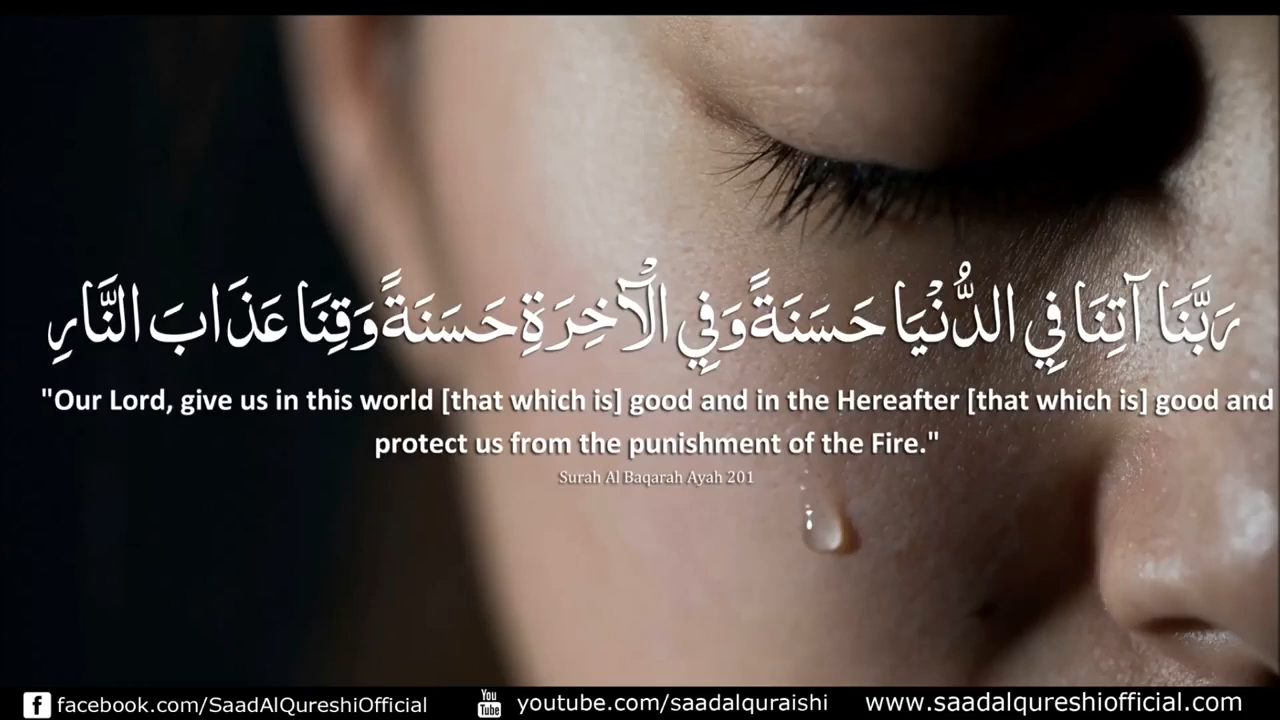 رَبَّنَا آتِنَا فِي الدُّنْيَا حَسَنَةً وَفِي الْآخِرَةِ حَسَنَةً وَقِنَا عَذَابَ النَّارِ
"Our Lord, give us in this world [that which is] good and in the Hereafter [that which is] good and
protect us from the punishment of the Fire."
Surah Al Baqarah Ayah 201
facebook.com/SaadAlQureshiOfficial You Tube youtube.com/saadalquraishi www.saadalqureshiofficial.com